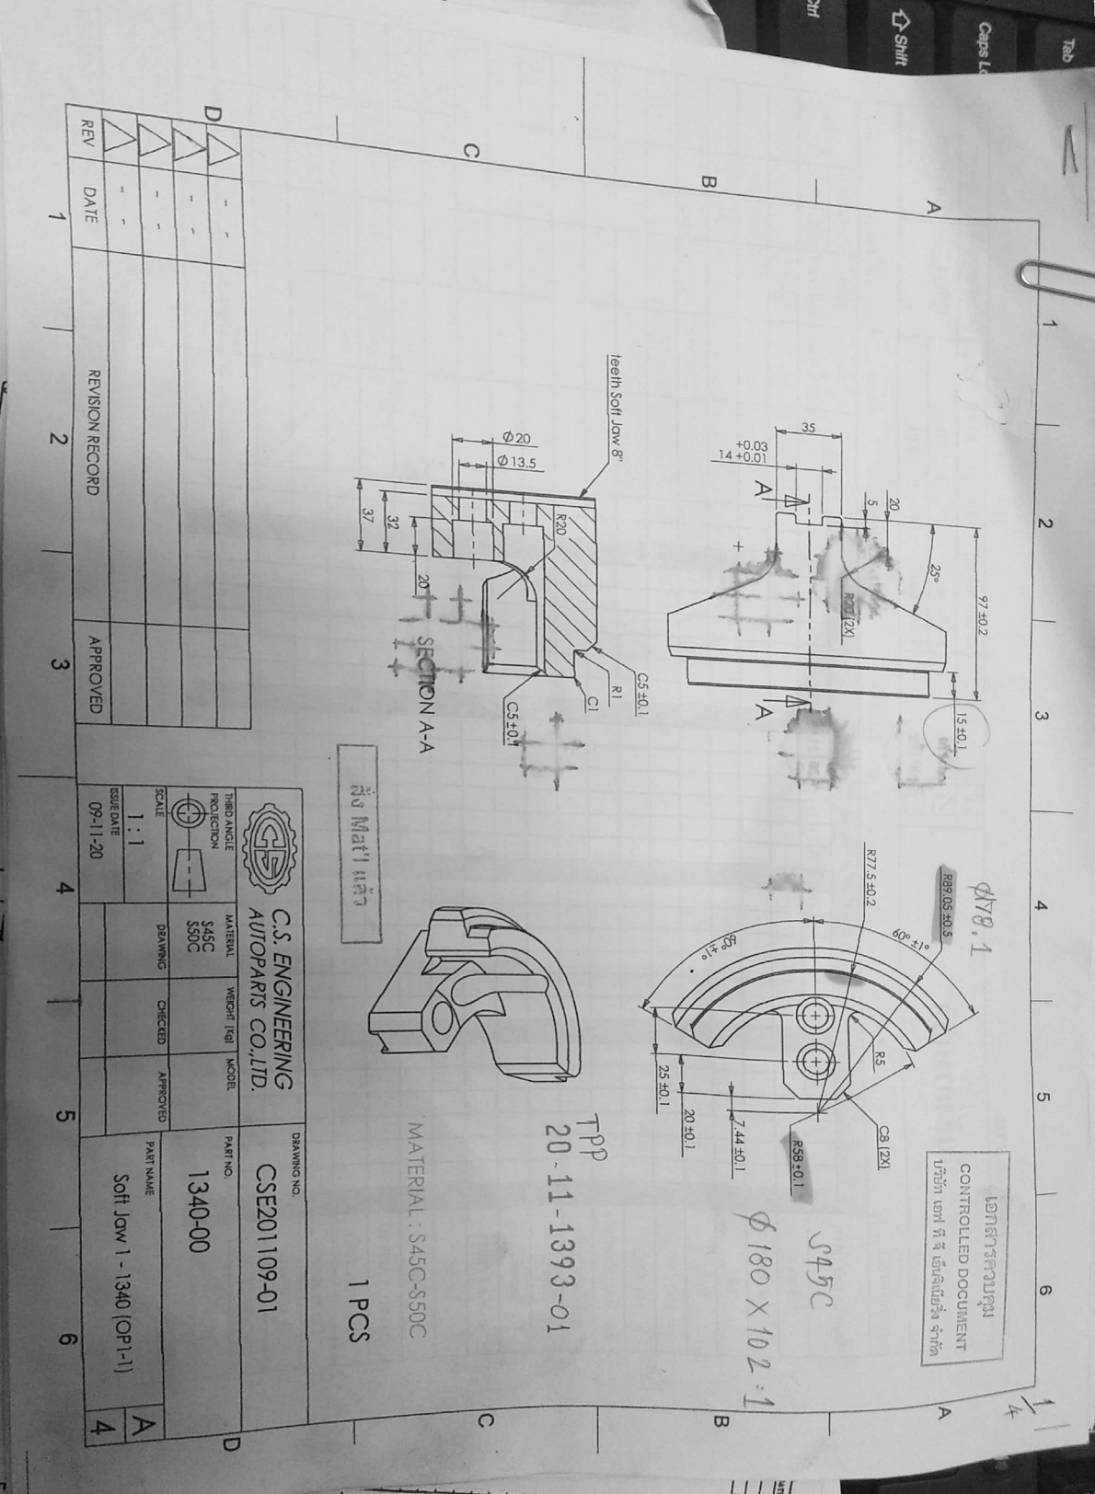 Tab
Caps Lo
Shift
Ctrl
1
2
3
4
5
6
1/4
A
B
C
D
A
B
C
D
เอกสารควบคุม
CONTROLLED DOCUMENT
บริษัท เอฟ ที จี เอ็นจิเนียริ่ง จำกัด
97 ±0.2
15 ±0.1
25°
20
5
R20 (2X)
35
14 +0.03 +0.01
A
A
Ø178.1
R89.05 ±0.5
60° ±1°
R77.5 ±0.2
R5
C8 (2X)
R58 ±0.1
60° ±1°
7.44 ±0.1
20 ±0.1
25 ±0.1
S45C
Ø180 X 102 : 1
teeth Soft Jaw 8"
C5 ±0.1
R1
C1
R20
C5±0.1
Ø20
Ø13.5
20
32
37
SECTION A-A
TPP
20-11-1393-01
MATERIAL : S45C-S50C
1 PCS
สั่ง Mat'l แล้ว
C.S. ENGINEERING
AUTOPARTS CO.,LTD.
CS
DRAWING NO.
CSE201109-01
THIRD ANGLE
PROJECTION
MATERIAL
S45C
S50C
WEIGHT (Kg)
MODEL
PART NO.
1340-00
SCALE
1 : 1
DRAWING
CHECKED
APPROVED
PART NAME
Soft Jaw 1 - 1340 (OP1-1)
A
4
ISSUE DATE
09-11-20
- -
- -
- -
- -
REV
DATE
REVISION RECORD
APPROVED
1
2
3
4
5
6